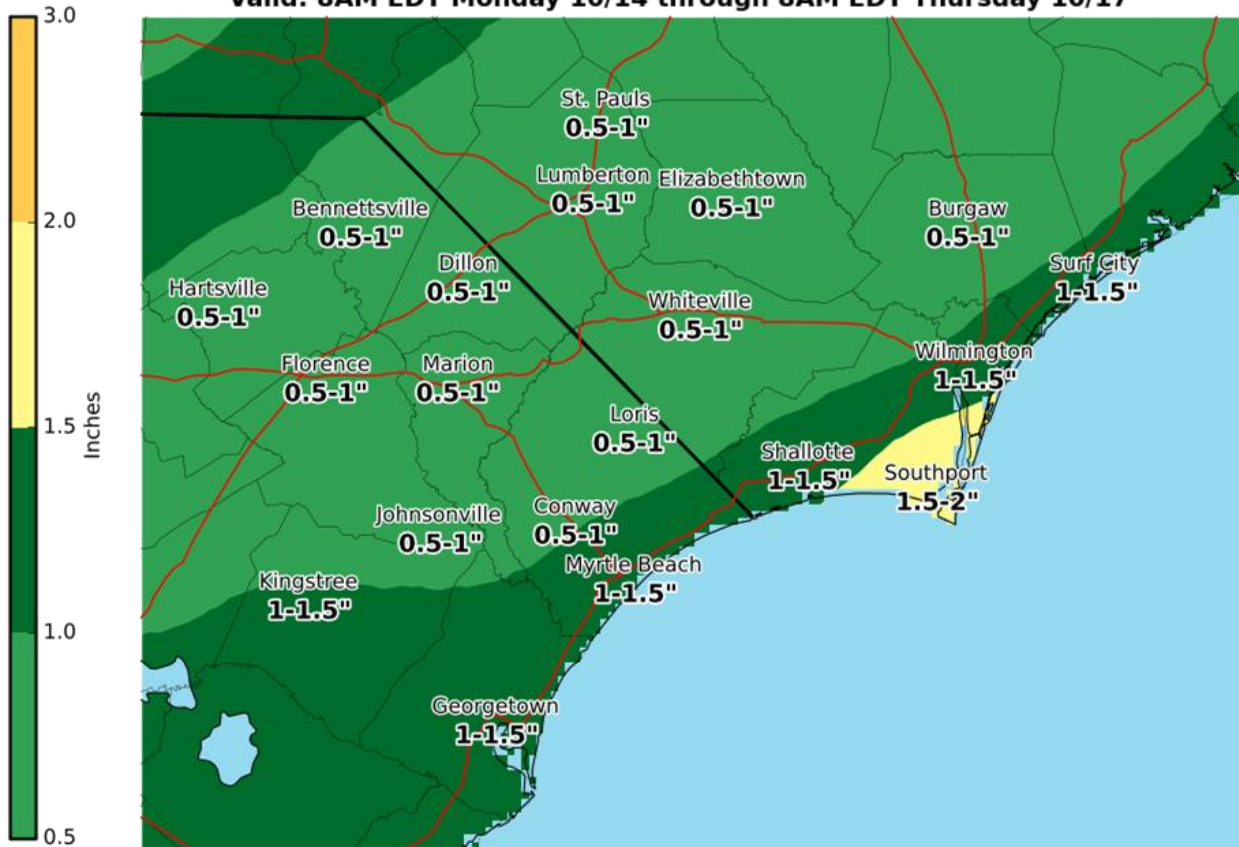 Valid: 8AM EDT Monday 10/14 through 8AM EDT Thursday 10/17
3.0
2.0
1.5
1.0
0.5
Inches
St. Pauls
0.5-1"
Lumberton
0.5-1"
Elizabethtown
0.5-1"
Bennettsville
0.5-1"
Burgaw
0.5-1"
Dillon
0.5-1"
Surf City
1-1.5"
Hartsville
0.5-1"
Whiteville
0.5-1"
Wilmington
1-1.5"
Florence
0.5-1"
Marion
0.5-1"
Loris
0.5-1"
Shallotte
1-1.5"
Southport
1.5-2"
Conway
0.5-1"
Johnsonville
0.5-1"
Myrtle Beach
1-1.5"
Kingstree
1-1.5"
Georgetown
1-1.5"